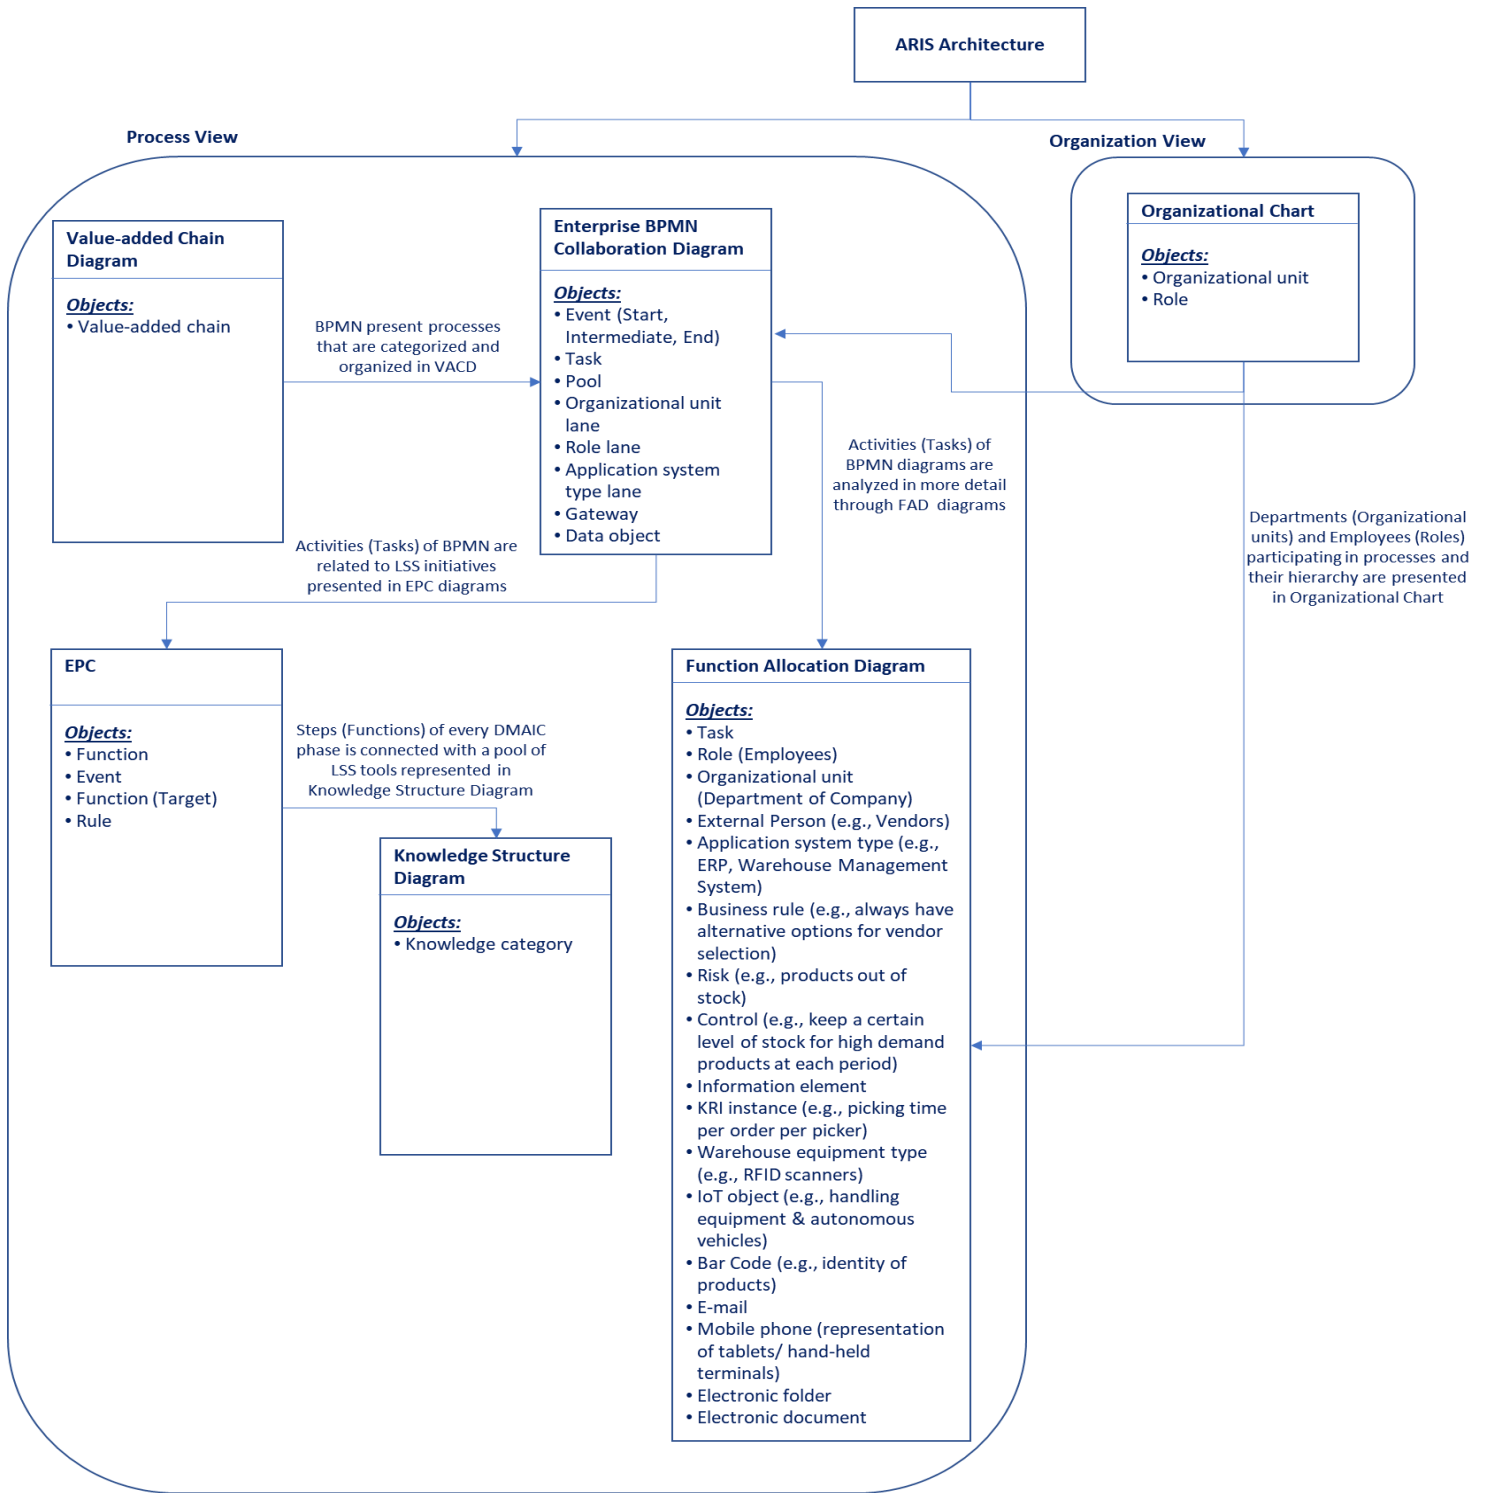 ARIS Architecture
Process View
Organization View
Value-added Chain
Diagram
Objects:
• Value-added chain
BPMN present processes
that are categorized and
organized in VACD
Enterprise BPMN
Collaboration Diagram
Objects:
• Event (Start,
Intermediate, End)
• Task
• Pool
• Organizational unit
lane
• Role lane
• Application system
type lane
• Gateway
• Data object
Organizational Chart
Objects:
• Organizational unit
• Role
Activities (Tasks) of
BPMN diagrams are
analyzed in more detail
through FAD diagrams
Departments (Organizational
units) and Employees (Roles)
participating in processes and
their hierarchy are presented
in Organizational Chart
Activities (Tasks) of BPMN are
related to LSS initiatives
presented in EPC diagrams
EPC
Objects:
• Function
• Event
• Function (Target)
• Rule
Steps (Functions) of every DMAIC
phase is connected with a pool of
LSS tools represented in
Knowledge Structure Diagram
Knowledge Structure
Diagram
Objects:
• Knowledge category
Function Allocation Diagram
Objects:
• Task
• Role (Employees)
• Organizational unit
(Department of Company)
• External Person (e.g., Vendors)
• Application system type (e.g.,
ERP, Warehouse Management
System)
• Business rule (e.g., always have
alternative options for vendor
selection)
• Risk (e.g., products out of
stock)
• Control (e.g., keep a certain
level of stock for high demand
products at each period)
• Information element
• KRI instance (e.g., picking time
per order per picker)
• Warehouse equipment type
(e.g., RFID scanners)
• IoT object (e.g., handling
equipment & autonomous
vehicles)
• Bar Code (e.g., identity of
products)
• E-mail
• Mobile phone (representation
of tablets/ hand-held
terminals)
• Electronic folder
• Electronic document